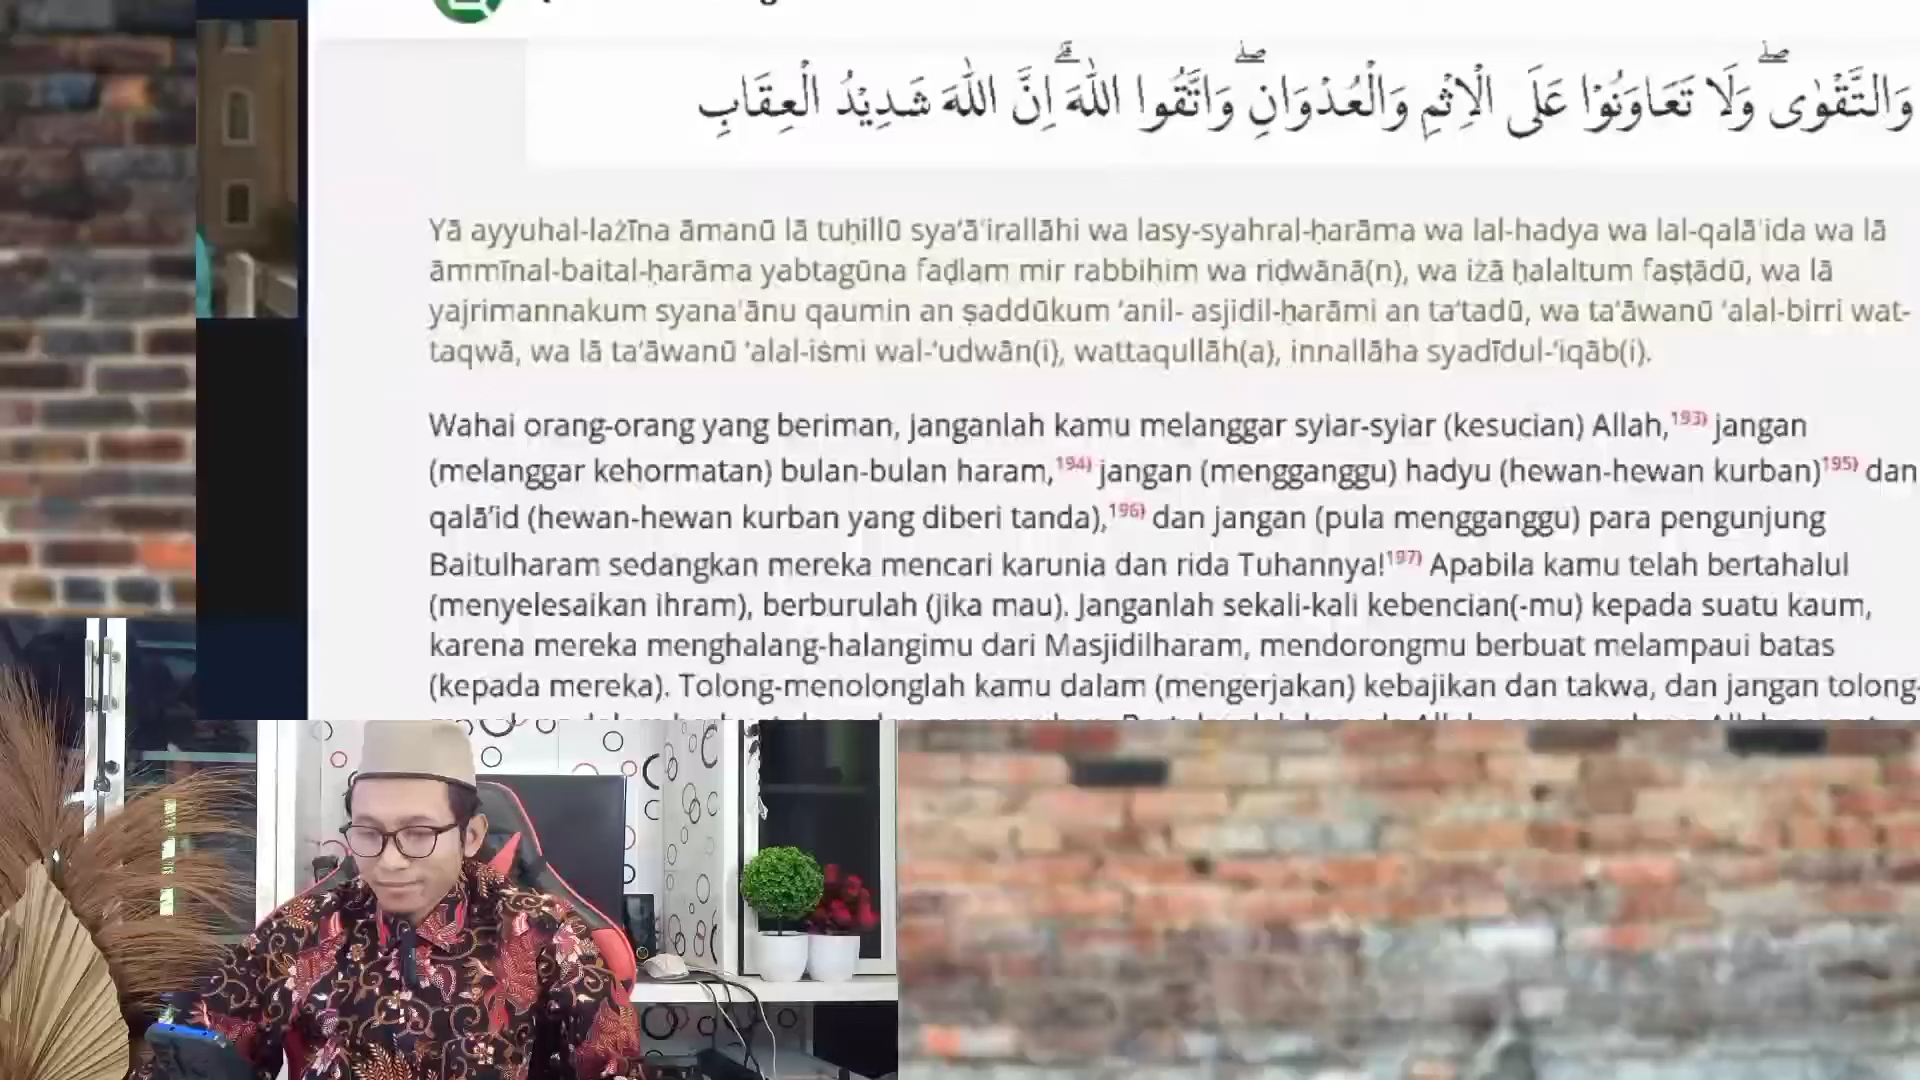 وَالتَّقْوٰىۖ وَلَا تَعَاوَنُوْا عَلَى الْاِثْمِ وَالْعُدْوَانِۖ وَاتَّقُوا اللّٰهَ ۗاِنَّ اللّٰهَ شَدِيْدُ الْعِقَابِ
Yā ayyuhal-lażīna āmanū lā tuḥillū sya‘ā'irallāhi wa lasy-syahral-ḥarāma wa lal-hadya wa lal-qalā'ida wa lā
āmmīnal-baital-ḥarāma yabtagūna faḍlam mir rabbihim wa riḍwānā(n), wa iżā ḥalaltum faṣṭādū, wa lā
yajrimannakum syana'ānu qaumin an ṣaddūkum ‘anil- asjidil-ḥarāmi an ta‘tadū, wa ta‘āwanū ‘alal-birri wat-
taqwā, wa lā ta‘āwanū ‘alal-iṡmi wal-‘udwān(i), wattaqullāh(a), innallāha syadīdul-‘iqāb(i).
Wahai orang-orang yang beriman, janganlah kamu melanggar syiar-syiar (kesucian) Allah,193) jangan
(melanggar kehormatan) bulan-bulan haram,194) jangan (mengganggu) hadyu (hewan-hewan kurban)195) dan
qalā'id (hewan-hewan kurban yang diberi tanda),196) dan jangan (pula mengganggu) para pengunjung
Baitulharam sedangkan mereka mencari karunia dan rida Tuhannya!197) Apabila kamu telah bertahalul
(menyelesaikan ihram), berburulah (jika mau). Janganlah sekali-kali kebencian(-mu) kepada suatu kaum,
karena mereka menghalang-halangimu dari Masjidilharam, mendorongmu berbuat melampaui batas
(kepada mereka). Tolong-menolonglah kamu dalam (mengerjakan) kebajikan dan takwa, dan jangan tolong-